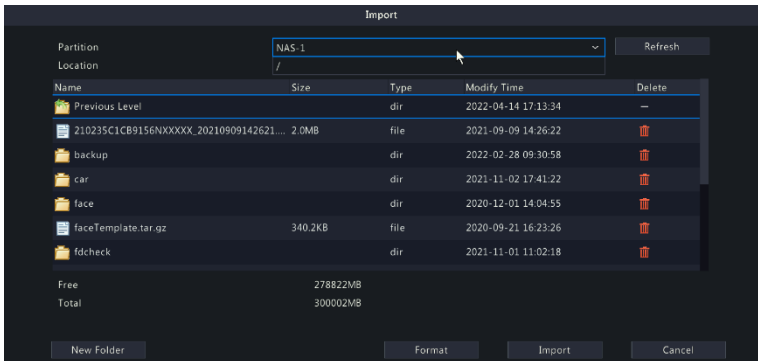 Import
Partition NAS-1 Refresh
Location /
Name Size Type Modify Time Delete
Previous Level dir 2022-04-14 17:13:34 —
210235C1CB9156NXXXXX_20210909142621.... 2.0MB file 2021-09-09 14:26:22
backup dir 2022-02-28 09:30:58
car dir 2021-11-02 17:41:22
face dir 2020-12-01 14:04:55
faceTemplate.tar.gz 340.2KB file 2020-09-21 16:23:26
fdcheck dir 2021-11-01 11:02:18
Free 278822MB
Total 300002MB
New Folder Format Import Cancel